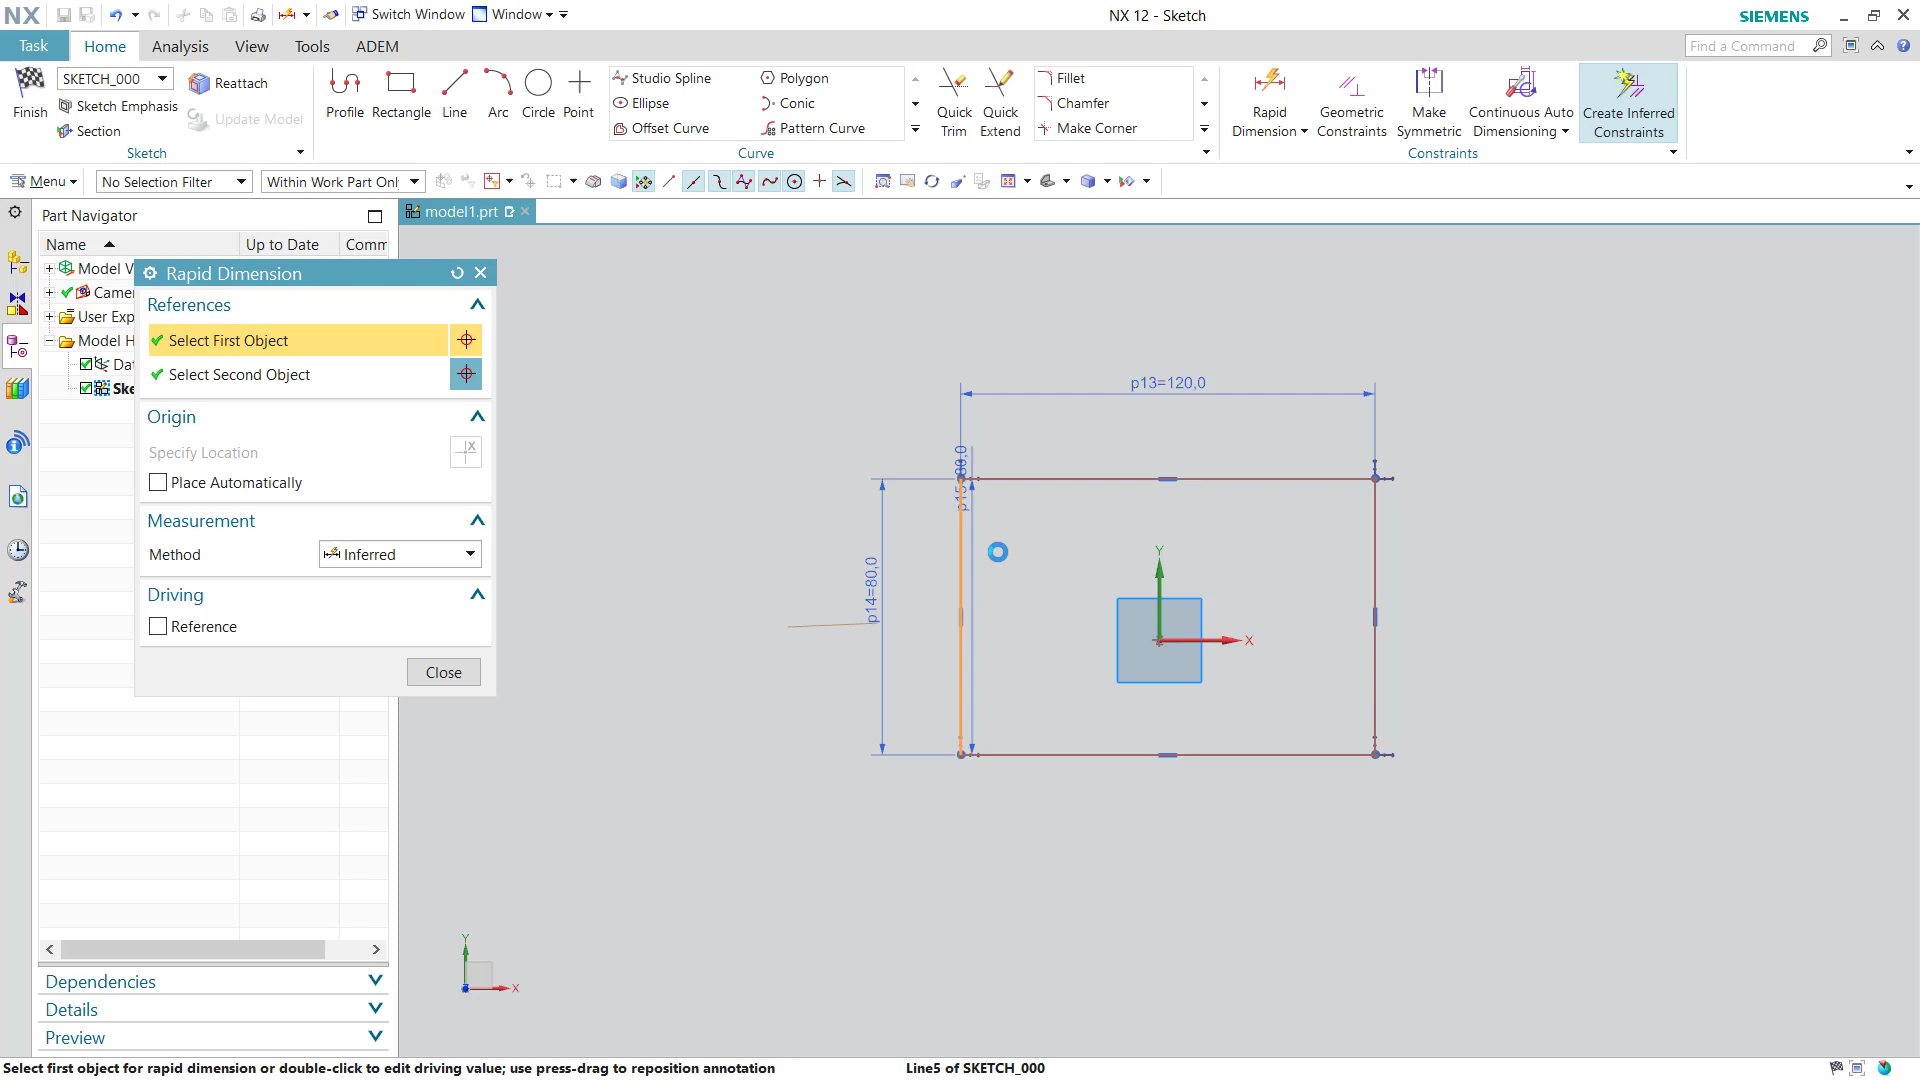 NX Switch Window Window NX 12 - Sketch SIEMENS
Task Home Analysis View Tools ADEM Find a Command
SKETCH_000 Reattach
Sketch Emphasis Update Model
Section
Finish
Sketch
Profile Rectangle Line Arc Circle Point
Studio Spline Polygon
Ellipse Conic
Offset Curve Pattern Curve
Quick Trim Quick Extend
Fillet
Chamfer
Make Corner
Curve
Rapid Dimension Geometric Constraints Make Symmetric Continuous Auto Dimensioning Create Inferred Constraints
Constraints
Menu No Selection Filter Within Work Part Onl
Part Navigator
model1.prt
Name Up to Date Comm
Model V
Camer
User Exp
Model H
Dat
Ske
Rapid Dimension
References
Select First Object
Select Second Object
Origin
Specify Location
Place Automatically
Measurement
Method Inferred
Driving
Reference
Close
p13=120,0
p14=80,0
Y
X
Y
X
Dependencies
Details
Preview
Select first object for rapid dimension or double-click to edit driving value; use press-drag to reposition annotation Line5 of SKETCH_000